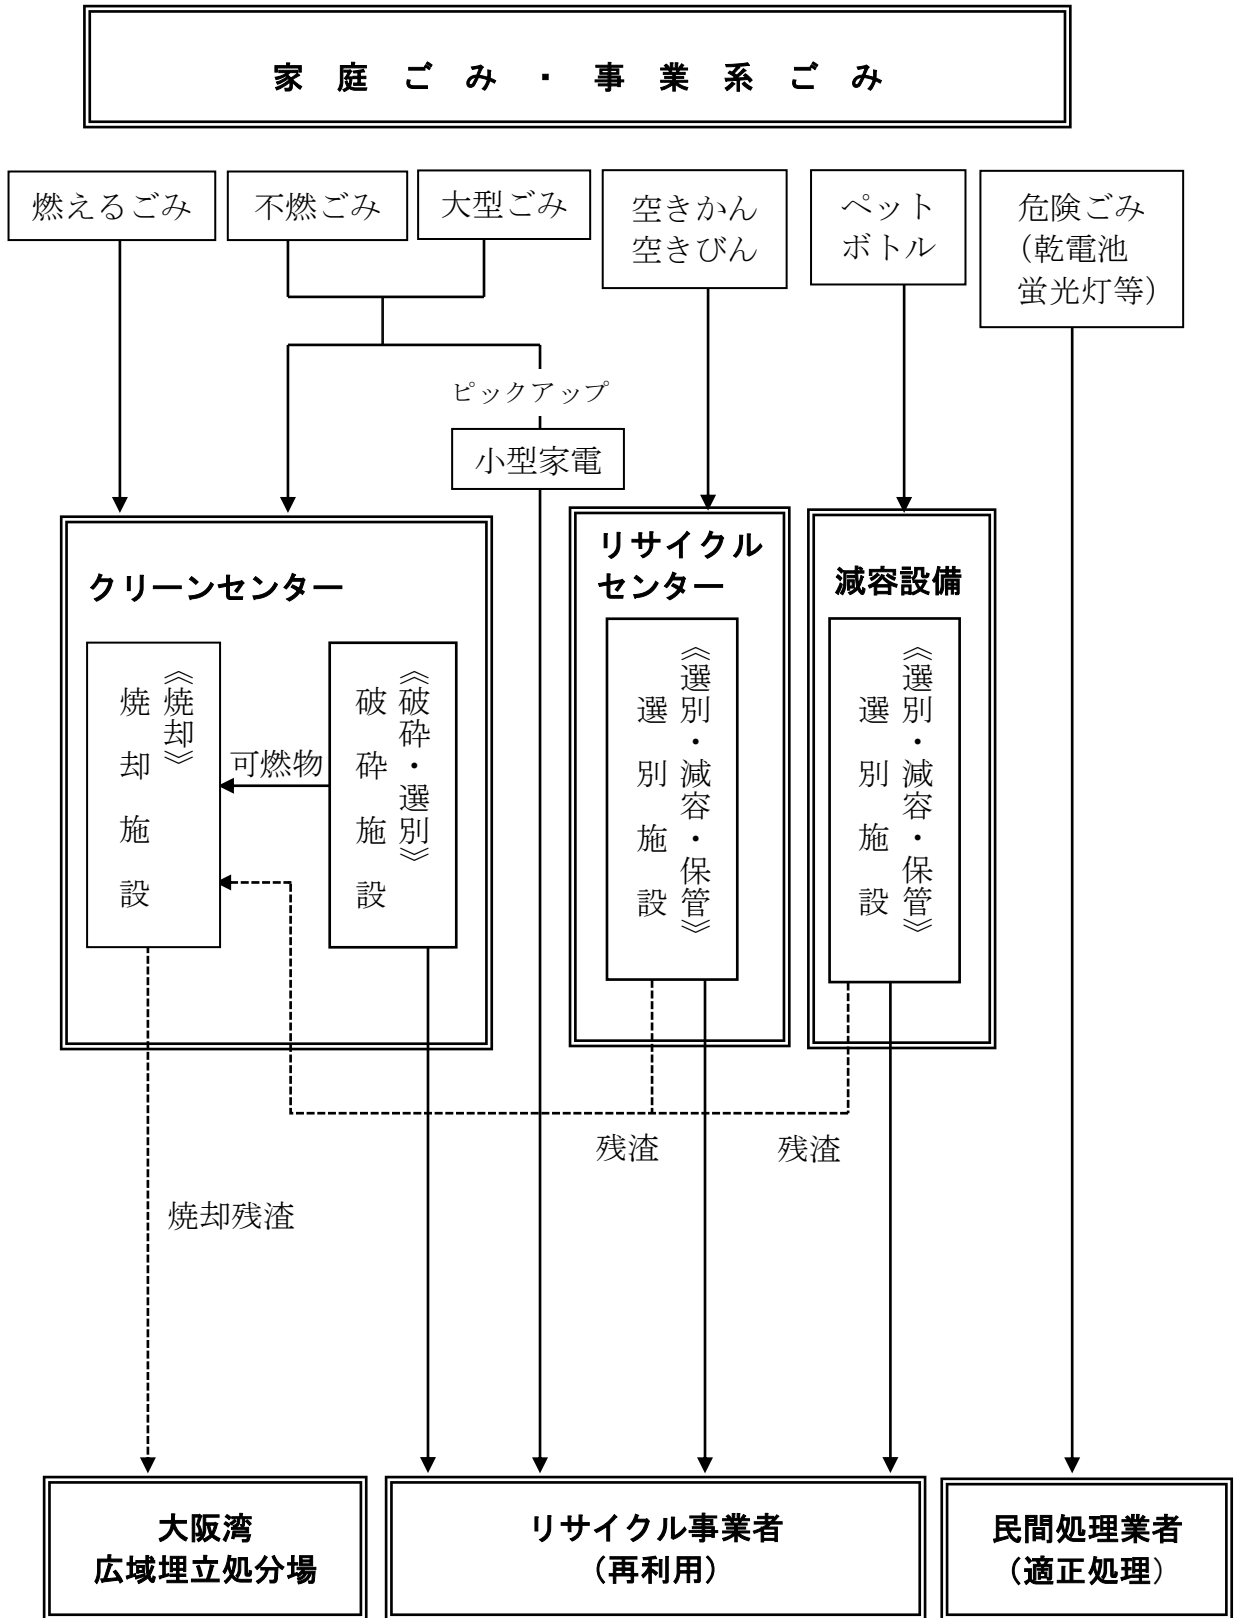 家庭ごみ・事業系ごみ
燃えるごみ
不燃ごみ
大型ごみ
空きかん
空きびん
ペット
ボトル
危険ごみ
（乾電池
蛍光灯等）
ピックアップ
小型家電
クリーンセンター
《焼却》
焼却施設
可燃物
《破砕・選別》
破砕施設
リサイクル
センター
《選別・減容・保管》
選別施設
減容設備
《選別・減容・保管》
選別施設
残渣
残渣
焼却残渣
大阪湾
広域埋立処分場
リサイクル事業者
（再利用）
民間処理業者
（適正処理）